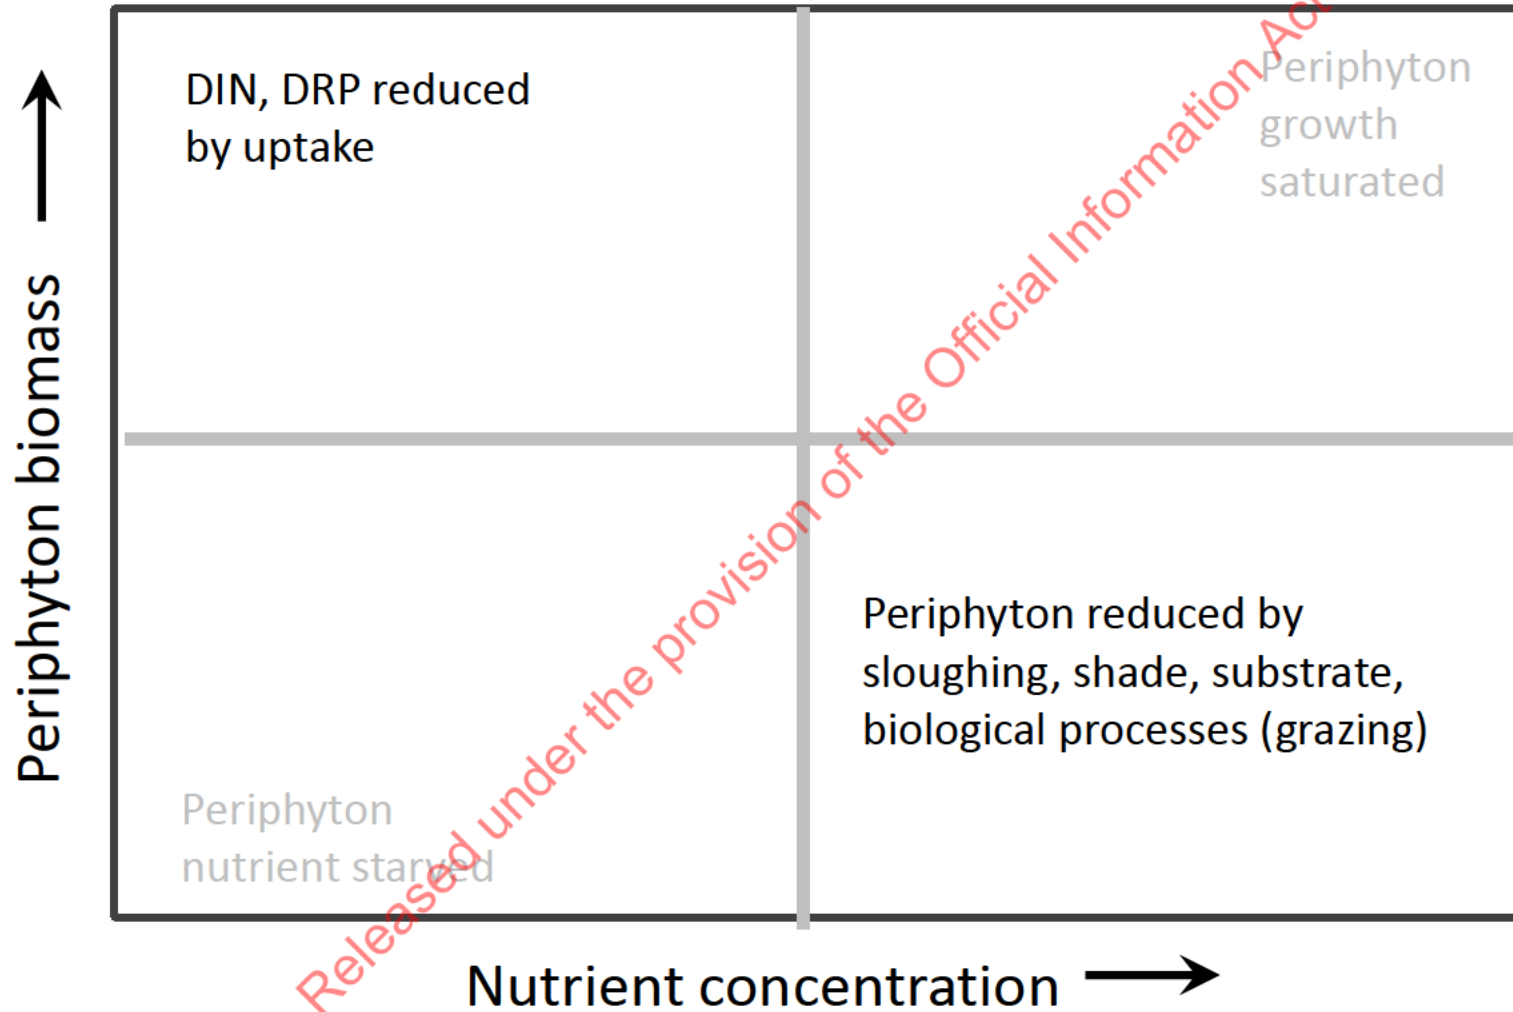 DIN, DRP reduced
by uptake
Periphyton
growth
saturated
Periphyton biomass
Periphyton reduced by
sloughing, shade, substrate,
biological processes (grazing)
Periphyton
nutrient starved
Nutrient concentration
Released under the provision of the Official Information Act